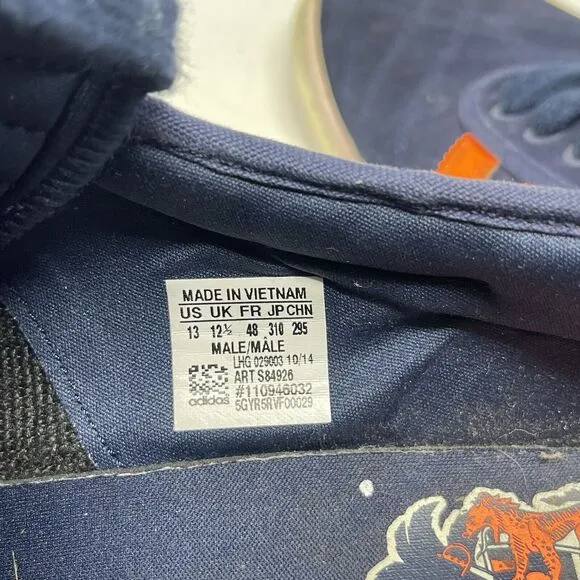 MADE IN VIETNAM
US UK FR JP CHN
13 12½ 48 310 295
MALE/MÂLE
LHG 029003 10/14
ART S84926
#110946032
adidas 5GYR5RVF00029